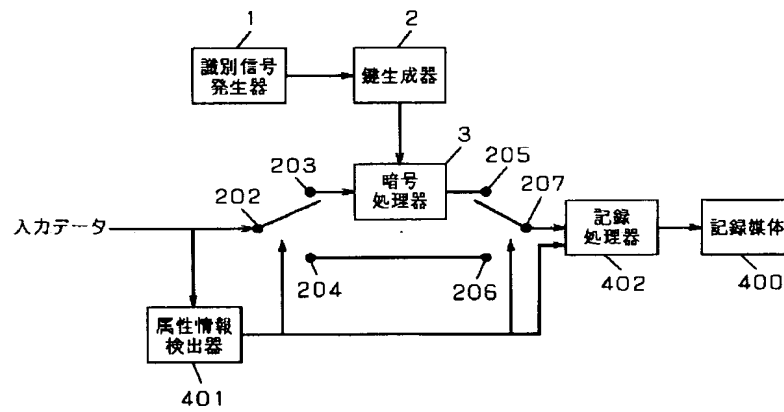 1
2
識別信号
発生器
鍵生成器
3
203
205
暗号
処理器
202
207
入力データ
記録
処理器
記録媒体
204
206
402
400
属性情報
検出器
401